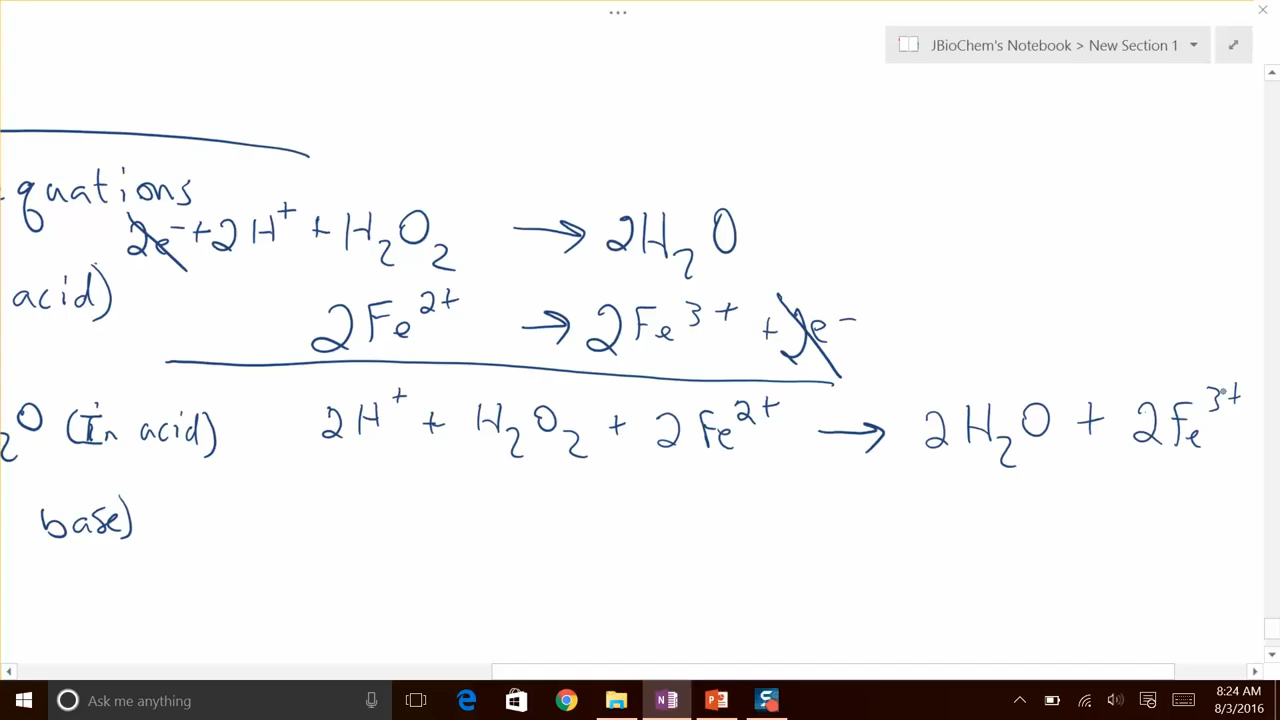 JBioChem's Notebook > New Section 1
quations
2e⁻ + 2H⁺ + H₂O₂ → 2H₂O
acid)
2Fe²⁺ → 2Fe³⁺ + 2e⁻
₂O (In acid) 2H⁺ + H₂O₂ + 2Fe²⁺ → 2H₂O + 2Fe³⁺
base)
Ask me anything
8:24 AM
8/3/2016